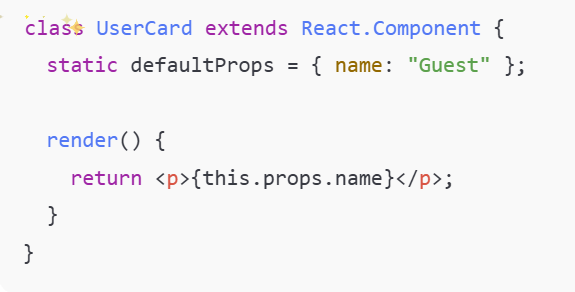 class UserCard extends React.Component {
  static defaultProps = { name: "Guest" };

  render() {
    return <p>{this.props.name}</p>;
  }
}